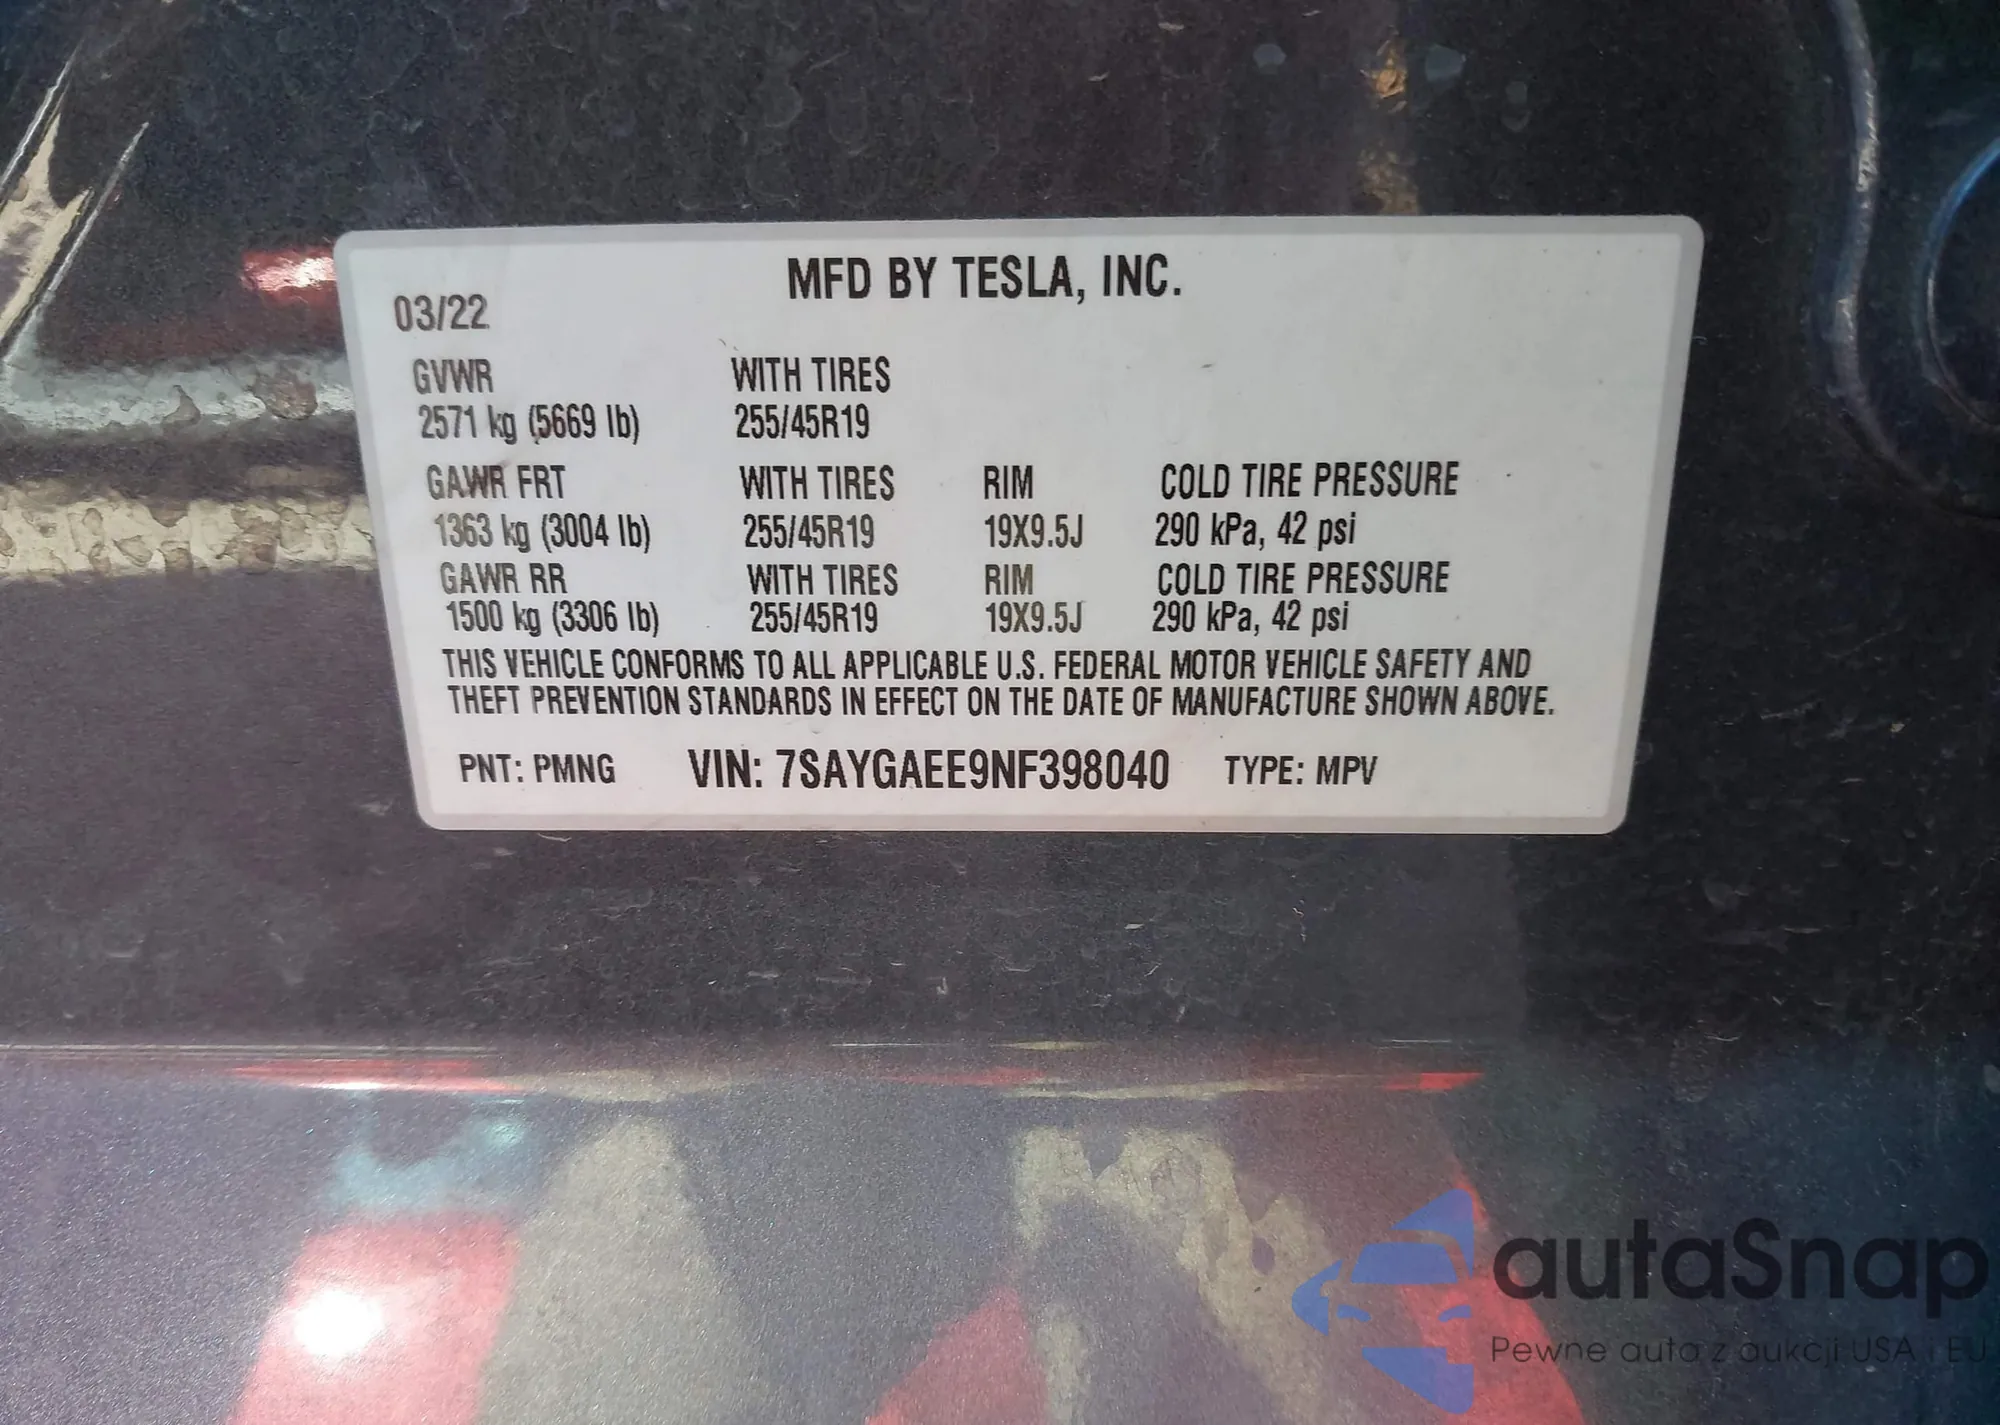 MFD BY TESLA, INC.
03/22
GVWR WITH TIRES
2571 kg (5669 lb) 255/45R19
GAWR FRT WITH TIRES RIM COLD TIRE PRESSURE
1363 kg (3004 lb) 255/45R19 19X9.5J 290 kPa, 42 psi
GAWR RR WITH TIRES RIM COLD TIRE PRESSURE
1500 kg (3306 lb) 255/45R19 19X9.5J 290 kPa, 42 psi
THIS VEHICLE CONFORMS TO ALL APPLICABLE U.S. FEDERAL MOTOR VEHICLE SAFETY AND
THEFT PREVENTION STANDARDS IN EFFECT ON THE DATE OF MANUFACTURE SHOWN ABOVE.
PNT: PMNG VIN: 7SAYGAEE9NF398040 TYPE: MPV
autaSnap
Pewne auta z aukcji USA i EU